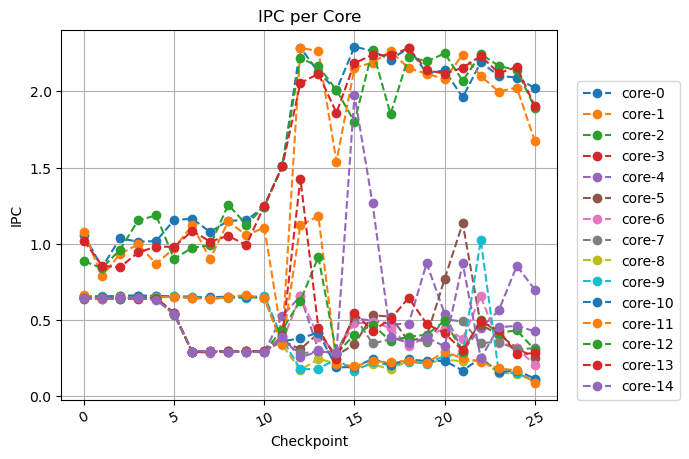 IPC per Core
IPC
2.0
1.5
1.0
0.5
0.0
0
5
10
15
20
25
Checkpoint
core-0
core-1
core-2
core-3
core-4
core-5
core-6
core-7
core-8
core-9
core-10
core-11
core-12
core-13
core-14